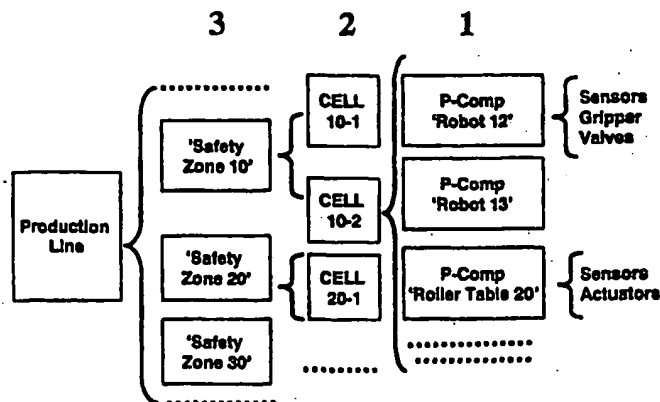 3
2
1
Production
Line
'Safety
Zone 10'
'Safety
Zone 20'
'Safety
Zone 30'
CELL
10-1
CELL
10-2
CELL
20-1
P-Comp
'Robot 12'
P-Comp
'Robot 13'
P-Comp
'Roller Table 20'
Sensors
Gripper
Valves
Sensors
Actuators